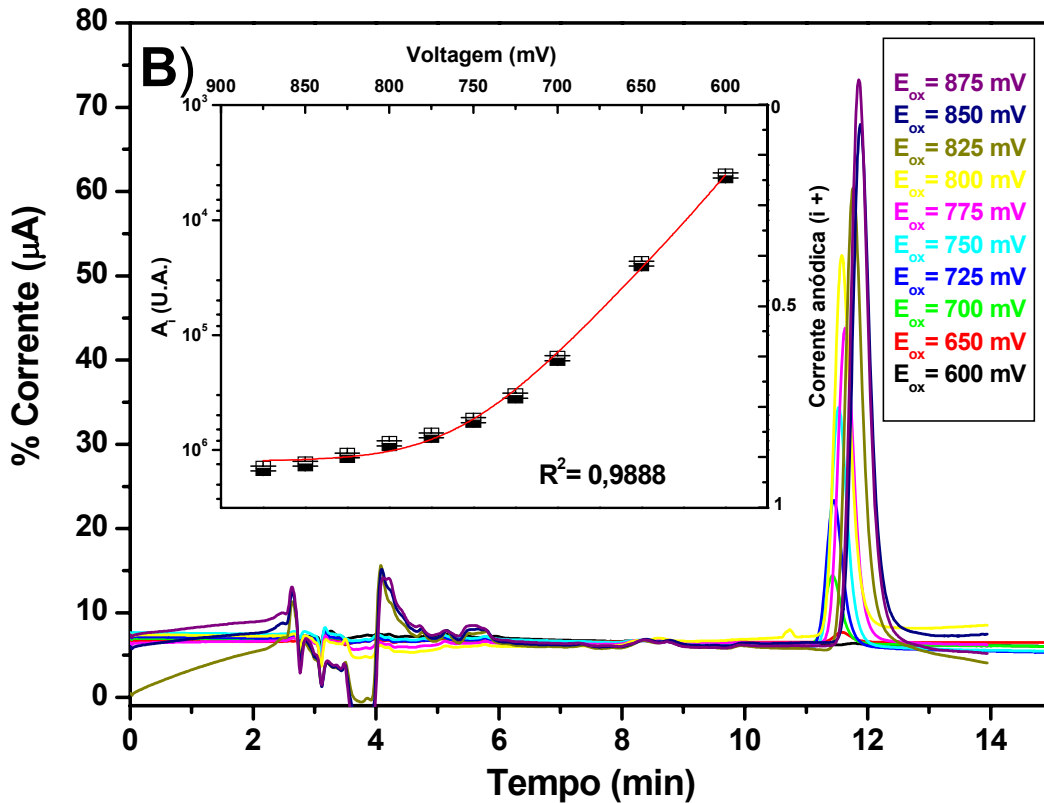 B)
Voltagem (mV)
900 850 800 750 700 650 600
10³
10⁴
10⁵
10⁶
A_i (U.A.)
0
0.5
1
Corrente anódica (i +)
R²= 0,9888
E_ox= 875 mV
E_ox= 850 mV
E_ox= 825 mV
E_ox= 800 mV
E_ox= 775 mV
E_ox= 750 mV
E_ox= 725 mV
E_ox= 700 mV
E_ox= 650 mV
E_ox= 600 mV
% Corrente (µA)
80
70
60
50
40
30
20
10
0
0 2 4 6 8 10 12 14
Tempo (min)